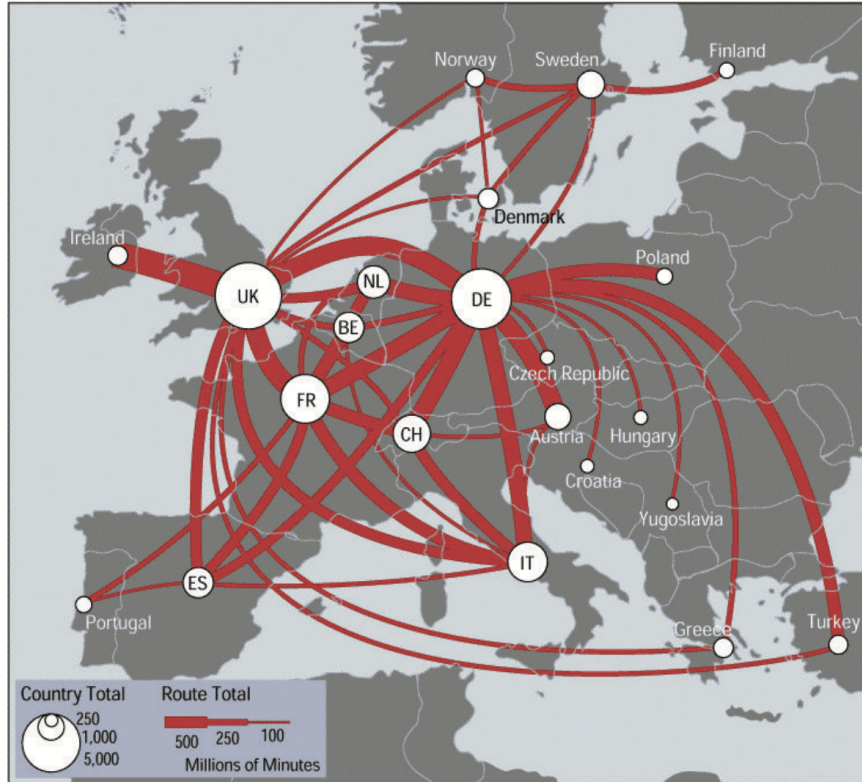 Norway
Sweden
Finland
Denmark
Ireland
Poland
UK
NL
DE
BE
Czech Republic
FR
CH
Austria
Hungary
Croatia
Yugoslavia
IT
ES
Portugal
Greece
Turkey
Country Total
250
1,000
5,000
Route Total
500 250 100
Millions of Minutes